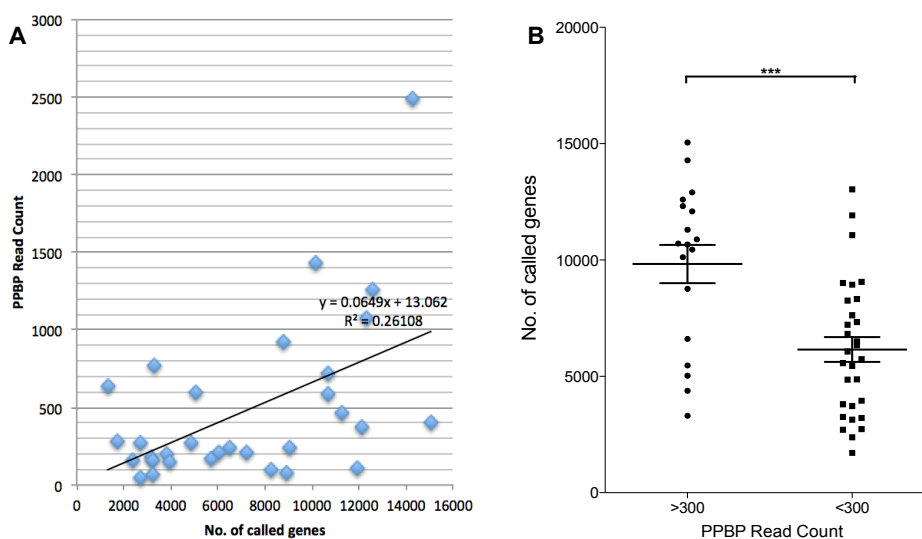 A
3000
2500
2000
1500
1000
500
0
PPBP Read Count
y = 0.0649x + 13.062
R² = 0.26108
0 2000 4000 6000 8000 10000 12000 14000 16000
No. of called genes
B
20000
15000
10000
5000
0
No. of called genes
***
>300 <300
PPBP Read Count